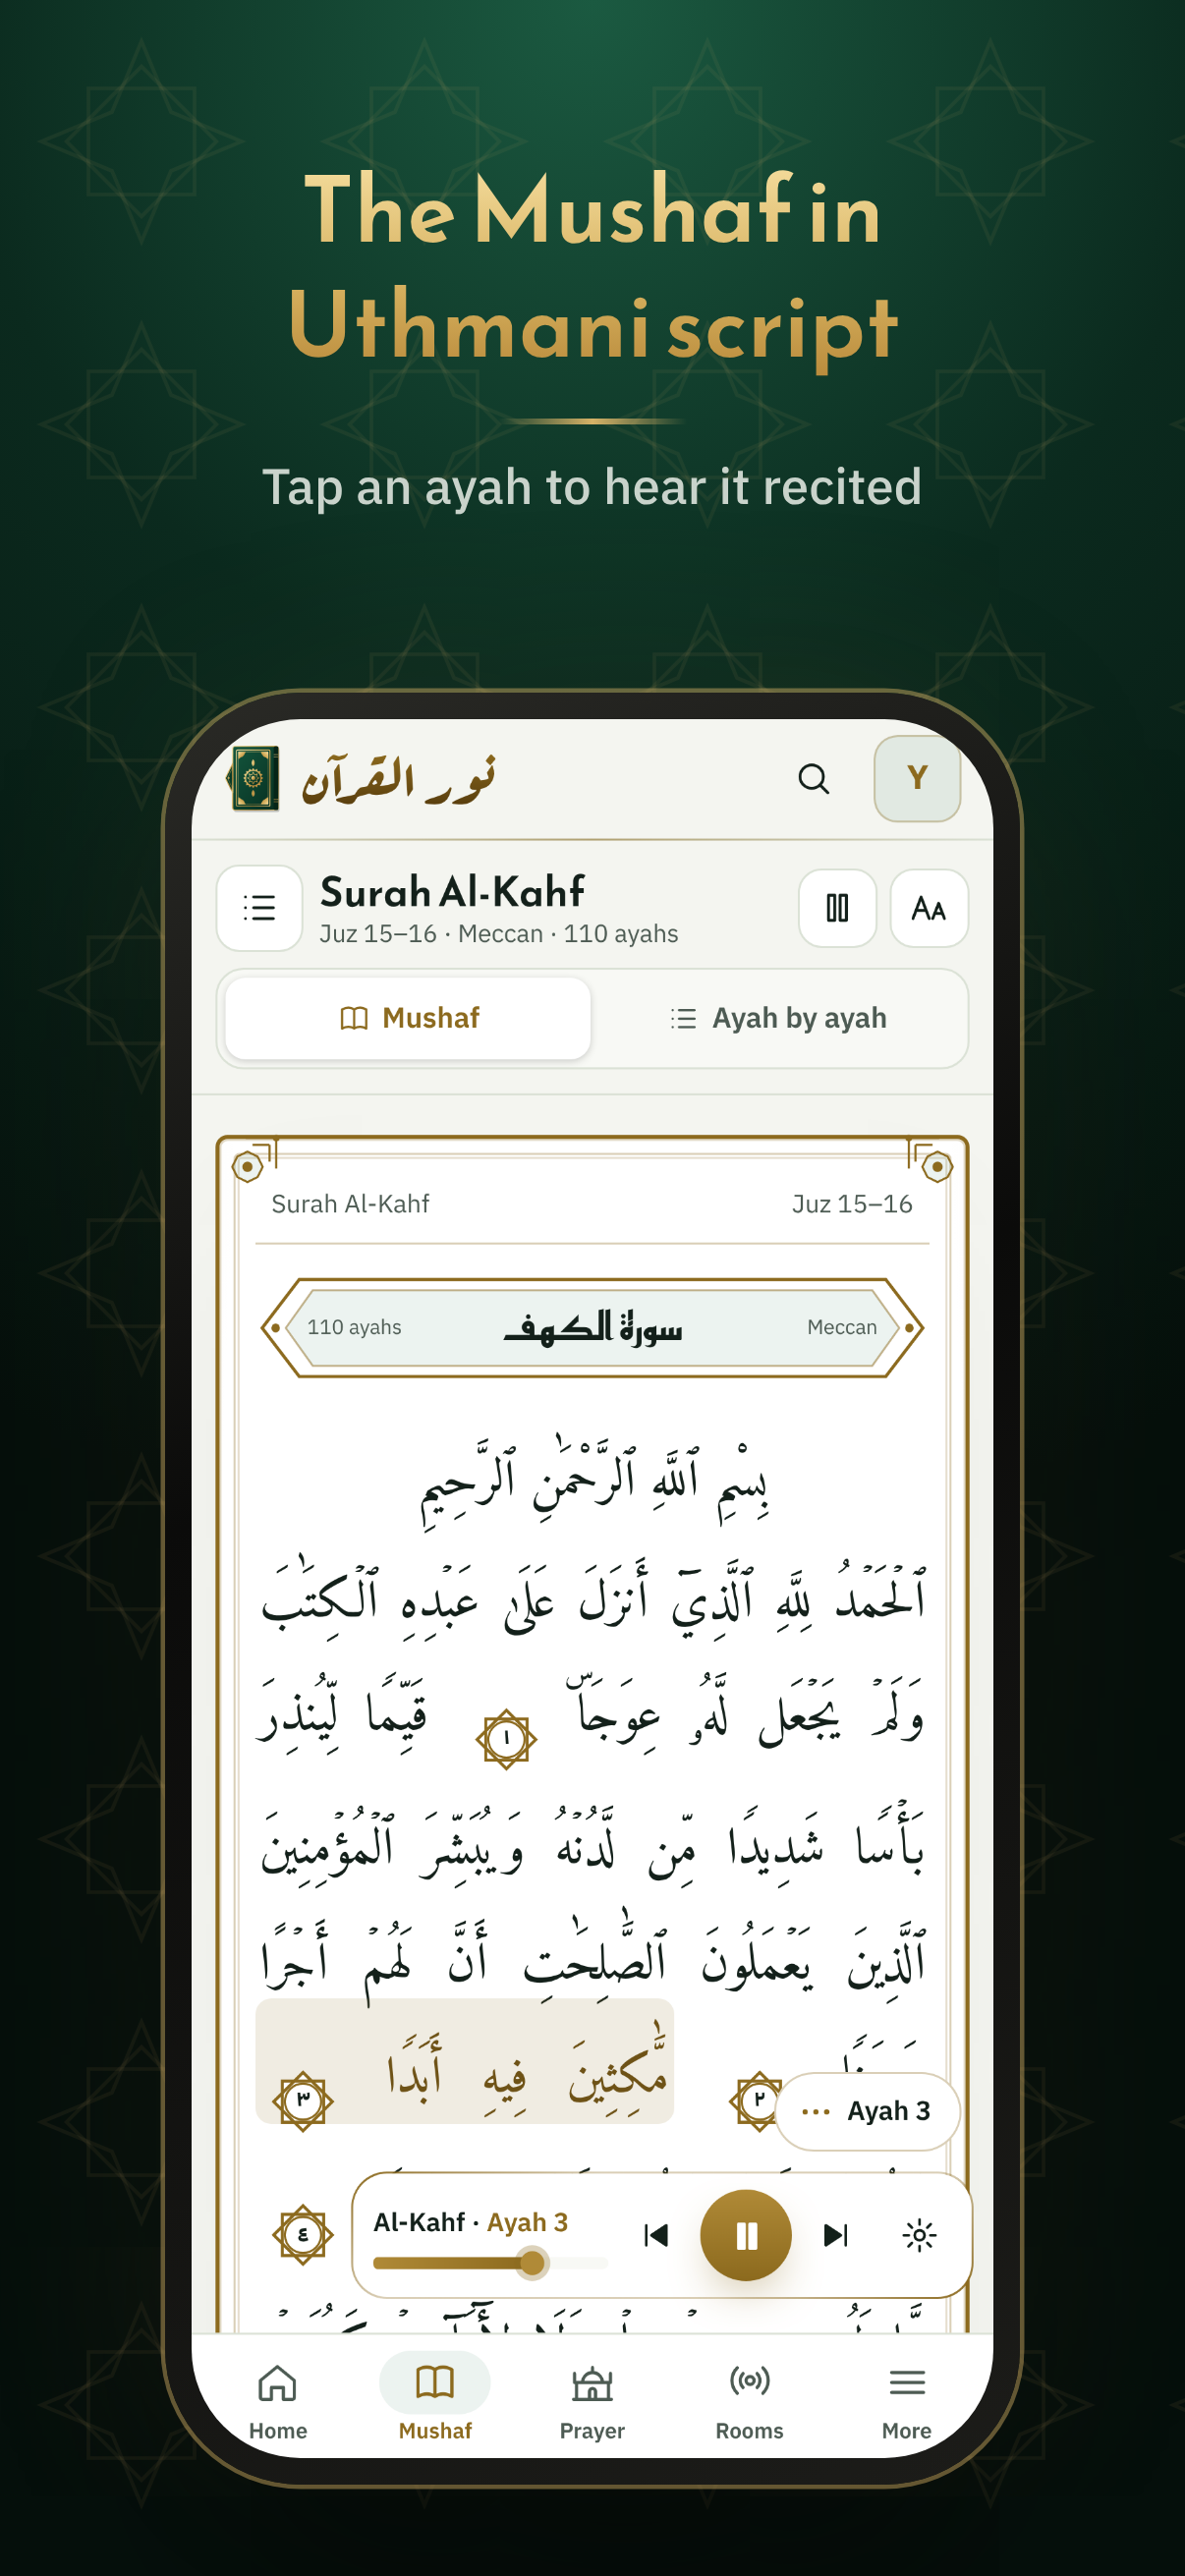 The Mushaf in
Uthmani script
Tap an ayah to hear it recited
نور القرآن
Y
Surah Al-Kahf
Juz 15–16 · Meccan · 110 ayahs
AA
Mushaf
Ayah by ayah
Surah Al-Kahf Juz 15–16
110 ayahs سورة الكهف Meccan
بِسْمِ ٱللَّهِ ٱلرَّحْمَٰنِ ٱلرَّحِيمِ
ٱلْحَمْدُ لِلَّهِ ٱلَّذِىٓ أَنزَلَ عَلَىٰ عَبْدِهِ ٱلْكِتَٰبَ
وَلَمْ يَجْعَل لَّهُۥ عِوَجَاۜ ١ قَيِّمًا لِّيُنذِرَ
بَأْسًا شَدِيدًا مِّن لَّدُنْهُ وَيُبَشِّرَ ٱلْمُؤْمِنِينَ
ٱلَّذِينَ يَعْمَلُونَ ٱلصَّٰلِحَٰتِ أَنَّ لَهُمْ أَجْرًا
٢ مَّٰكِثِينَ فِيهِ أَبَدًا ٣
Ayah 3
٤
Al-Kahf · Ayah 3
Home
Mushaf
Prayer
Rooms
More